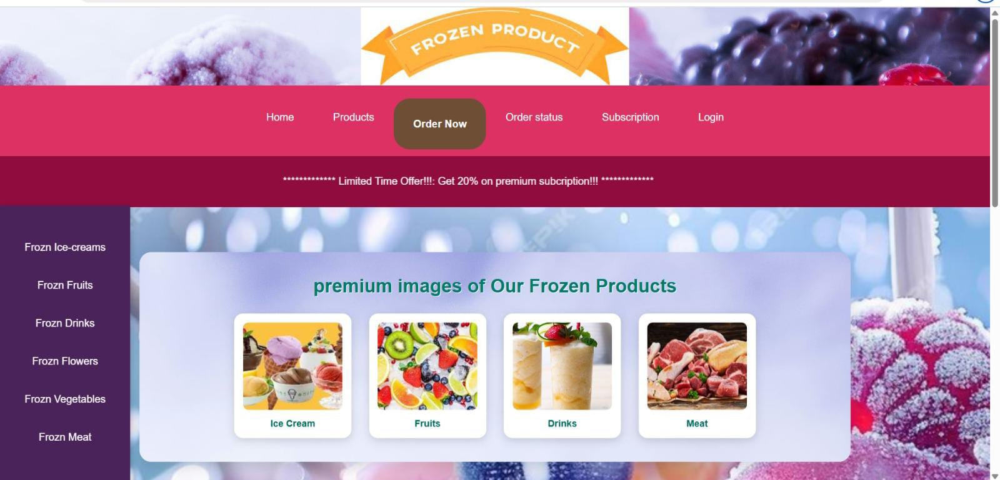 FROZEN PRODUCT
Home
Products
Order Now
Order status
Subscription
Login
************* Limited Time Offer!!!: Get 20% on premium subcription!!! *************
Frozn Ice-creams
Frozn Fruits
Frozn Drinks
Frozn Flowers
Frozn Vegetables
Frozn Meat
premium images of Our Frozen Products
Ice Cream
Fruits
Drinks
Meat